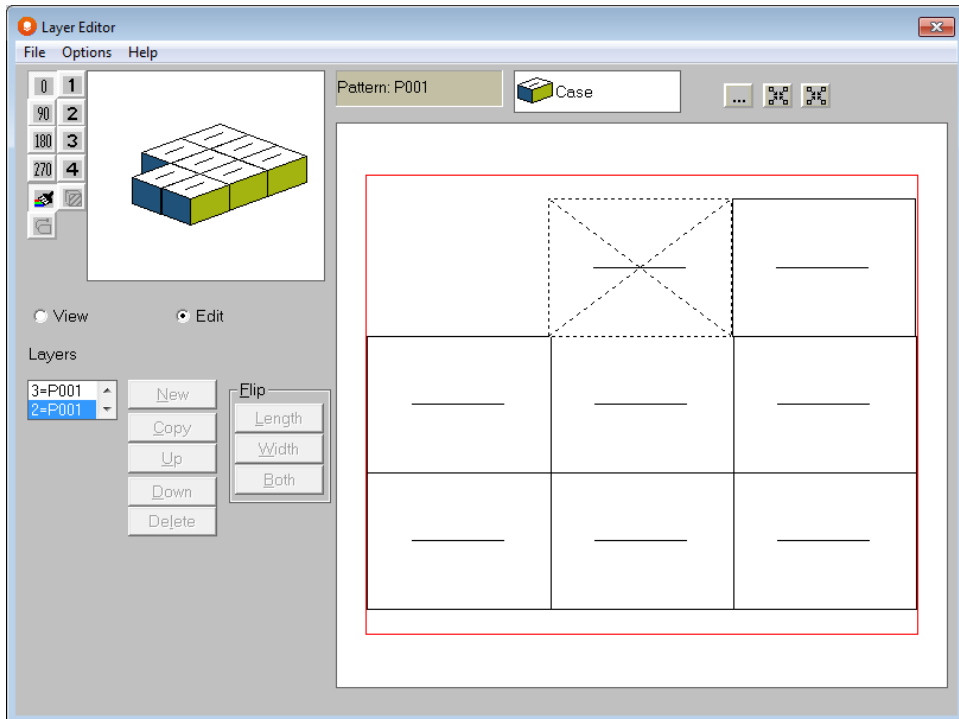 Layer Editor
File Options Help
0 1
90 2
180 3
270 4
Pattern: P001
Case
...
View
Edit
Layers
3=P001
2=P001
New
Copy
Up
Down
Delete
Flip
Length
Width
Both